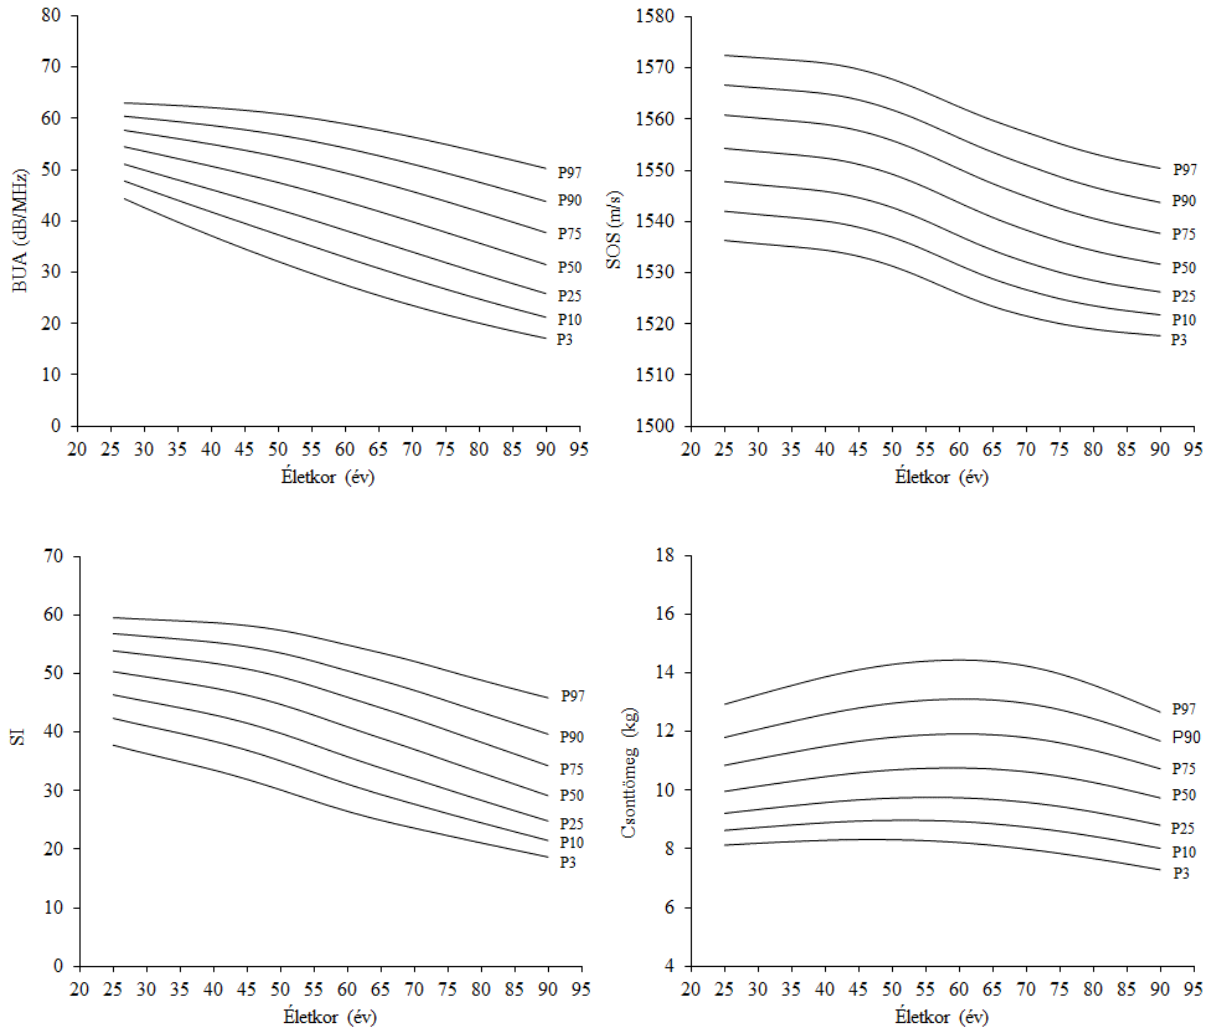 BUA (dB/MHz)
80
70
60
50
40
30
20
10
0
P97
P90
P75
P50
P25
P10
P3
20 25 30 35 40 45 50 55 60 65 70 75 80 85 90 95
Életkor (év)
SOS (m/s)
1580
1570
1560
1550
1540
1530
1520
1510
1500
P97
P90
P75
P50
P25
P10
P3
20 25 30 35 40 45 50 55 60 65 70 75 80 85 90 95
Életkor (év)
SI
70
60
50
40
30
20
10
0
P97
P90
P75
P50
P25
P10
P3
20 25 30 35 40 45 50 55 60 65 70 75 80 85 90 95
Életkor (év)
Csonttömeg (kg)
18
16
14
12
10
8
6
4
P97
P90
P75
P50
P25
P10
P3
20 25 30 35 40 45 50 55 60 65 70 75 80 85 90 95
Életkor (év)